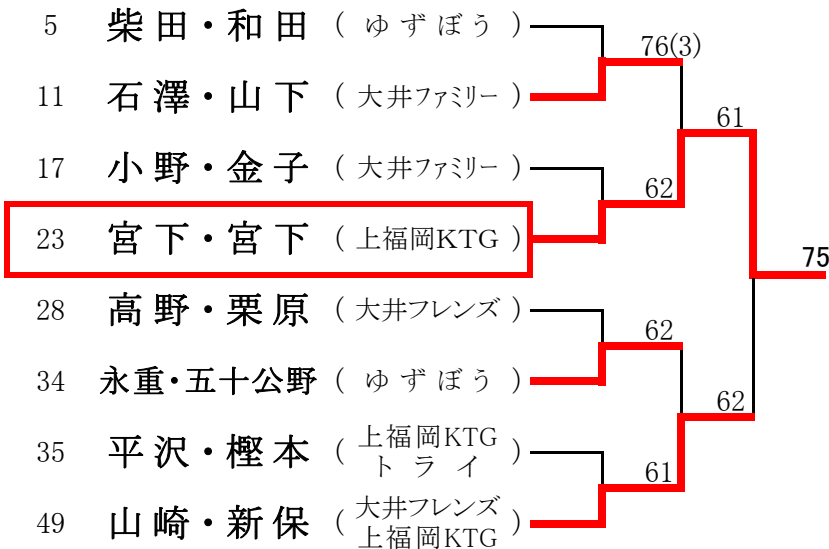 5 柴田・和田 ( ゆずぼう )
76(3)
11 石澤・山下 ( 大井ファミリー )
61
17 小野・金子 ( 大井ファミリー )
62
23 宮下・宮下 ( 上福岡KTG )
75
28 高野・栗原 ( 大井フレンズ )
62
34 永重・五十公野 ( ゆずぼう )
62
35 平沢・樫本 ( 上福岡KTG
トライ )
61
49 山崎・新保 ( 大井フレンズ
上福岡KTG )